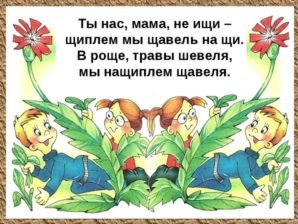 Ты нас, мама, не ищи –
щиплем мы щавель на щи.
В роще, травы шевеля,
мы нащиплем щавеля.